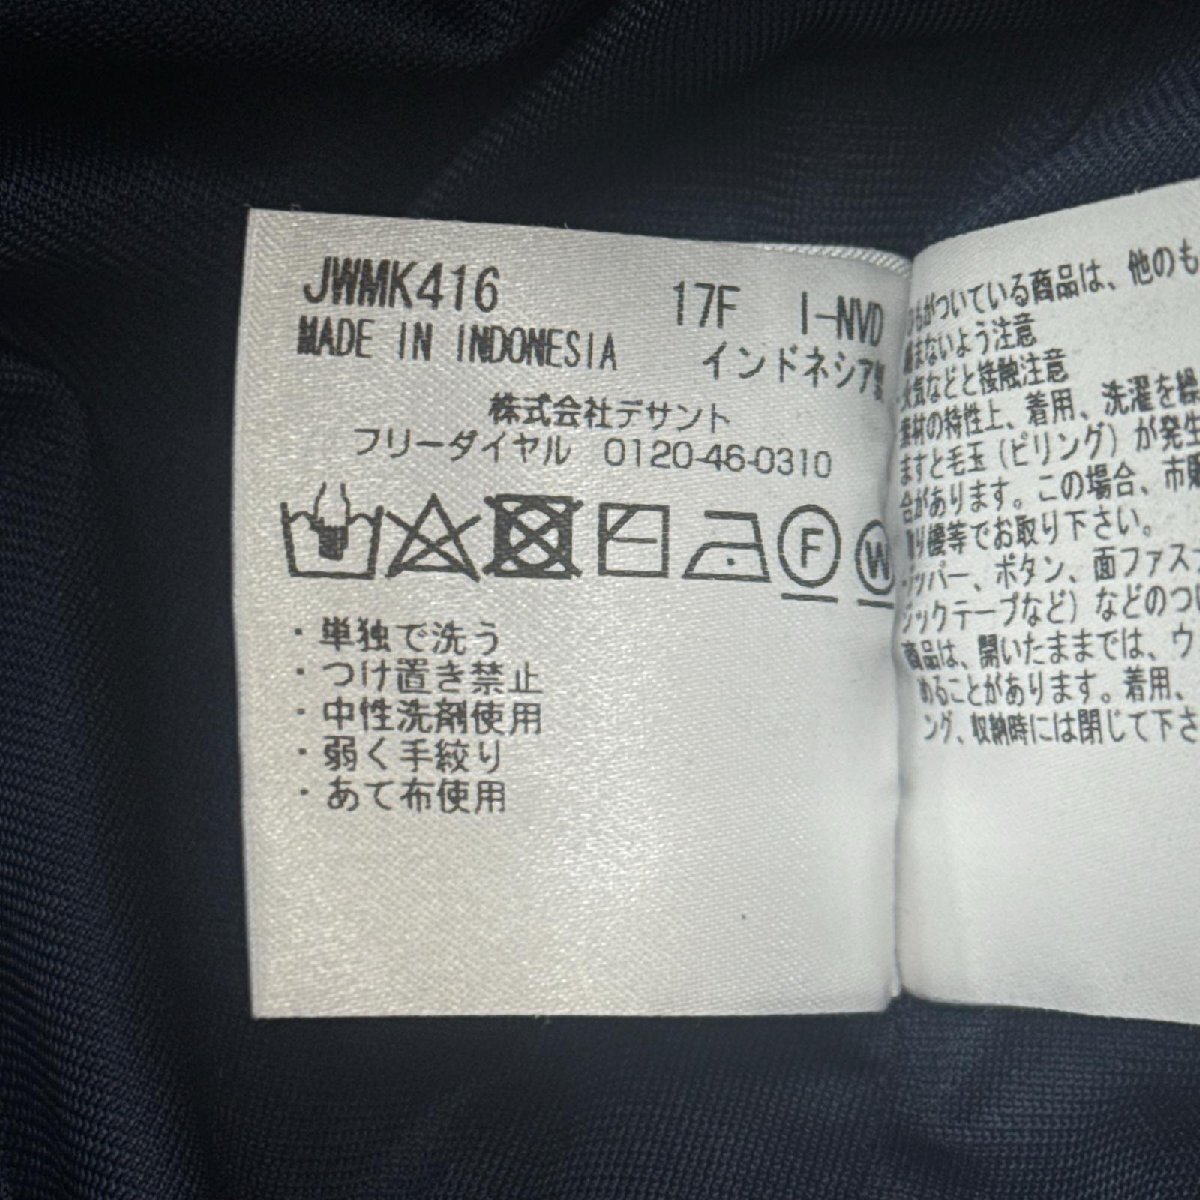 JWMK416 17F I-NVD
MADE IN INDONESIA インドネシア製
株式会社デサント
フリーダイヤル 0120-46-0310
F W
・単独で洗う
・つけ置き禁止
・中性洗剤使用
・弱く手絞り
・あて布使用
がついている商品は、他のも
まないよう注意
気などと接触注意
素材の特性上、着用、洗濯を繰
ますと毛玉（ピリング）が発生
合があります。この場合、市販
り機等でお取り下さい。
ッパー、ボタン、面ファス
ジックテープなど）などのつけ
商品は、開いたままでは、ウ
めることがあります。着用、
ング、収納時には閉じて下さ